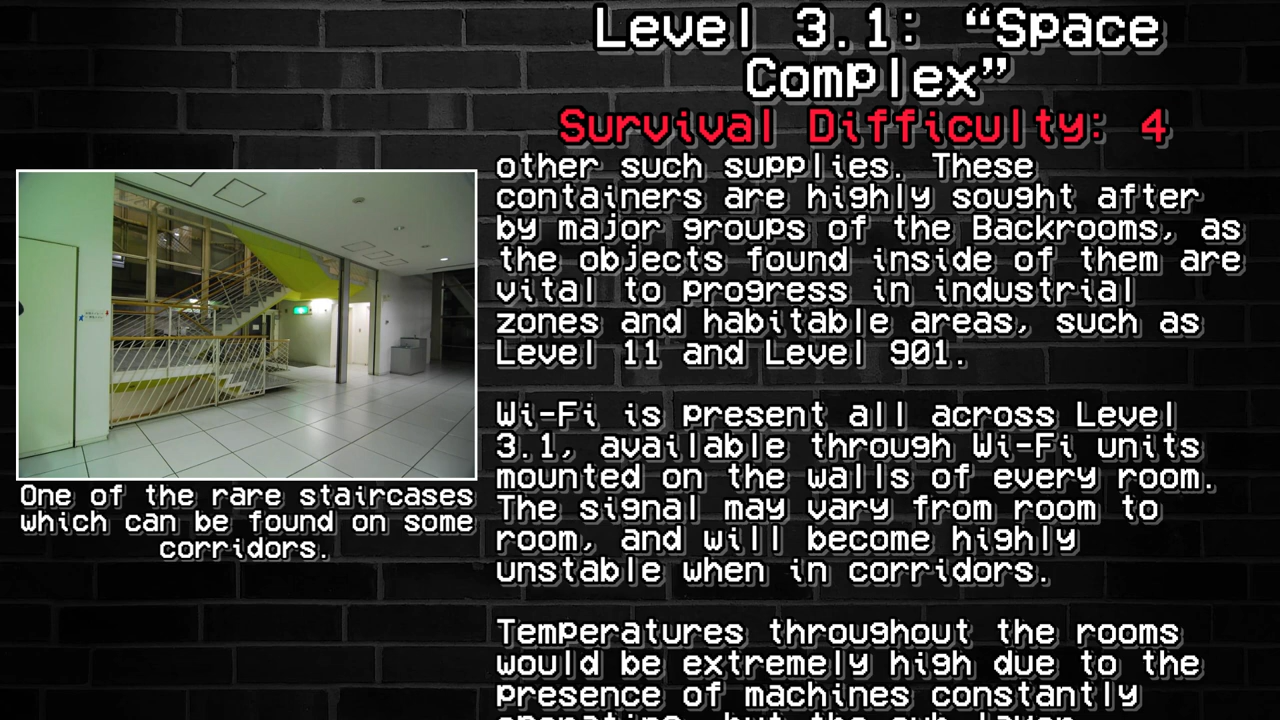 Level 3.1: “Space
Complex”
Survival Difficulty: 4
other such supplies. These
containers are highly sought after
by major groups of the Backrooms, as
the objects found inside of them are
vital to progress in industrial
zones and habitable areas, such as
Level 11 and Level 901.
Wi-Fi is present all across Level
3.1, available through Wi-Fi units
mounted on the walls of every room.
The signal may vary from room to
room, and will become highly
unstable when in corridors.
Temperatures throughout the rooms
would be extremely high due to the
presence of machines constantly
operating, but the sub-layer
One of the rare staircases
which can be found on some
corridors.